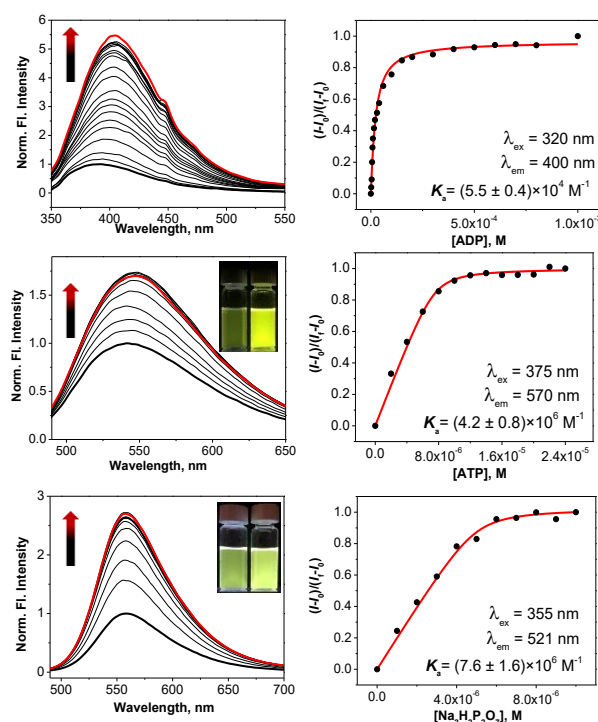 Norm. Fl. Intensity
6
5
4
3
2
1
0
350 400 450 500 550
Wavelength, nm
(I-I₀)/(If-I₀)
1.0
0.8
0.6
0.4
0.2
0.0
λex = 320 nm
λem = 400 nm
Ka = (5.5 ± 0.4)×10⁴ M⁻¹
0.0 4.0x10⁻⁴ 8.0x10⁻⁴
[ADP], M
Norm. Fl. Intensity
1.5
1.0
0.5
0.0
500 550 600 650
Wavelength, nm
(I-I₀)/(If-I₀)
1.0
0.8
0.6
0.4
0.2
0.0
λex = 375 nm
λem = 570 nm
Ka = (4.2 ± 0.8)×10⁶ M⁻¹
0.0 8.0x10⁻⁶ 1.6x10⁻⁵ 2.4x10⁻⁵
[ATP], M
Norm. Fl. Intensity
3
2
1
0
500 550 600 650 700
Wavelength, nm
(I-I₀)/(If-I₀)
1.0
0.8
0.6
0.4
0.2
0.0
λex = 355 nm
λem = 521 nm
Ka = (7.6 ± 1.6)×10⁶ M⁻¹
0.0 4.0x10⁻⁶ 8.0x10⁻⁶